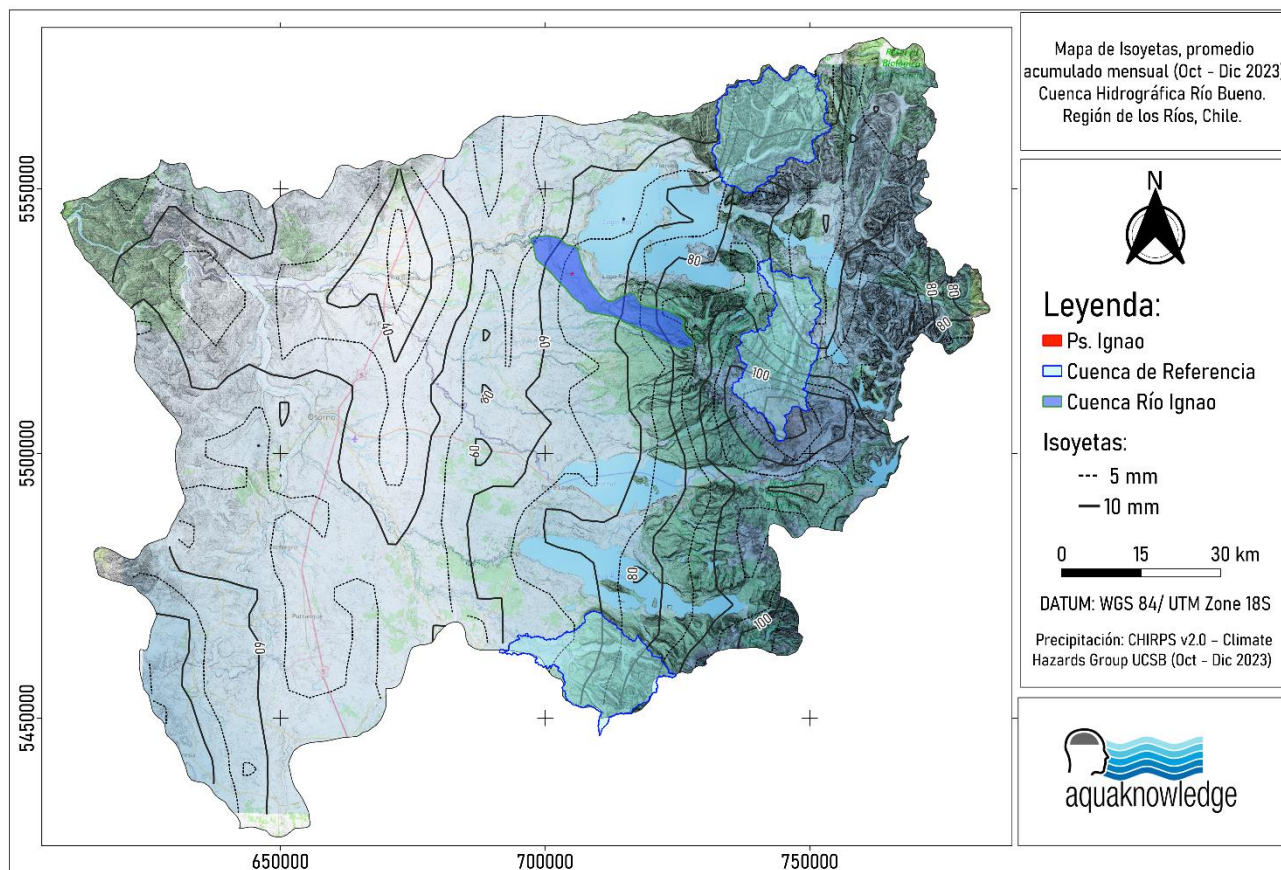 Mapa de Isoyetas, promedio
acumulado mensual (Oct - Dic 2023)
Cuenca Hidrográfica Río Bueno.
Región de los Ríos, Chile.
N
Leyenda:
Ps. Ignao
Cuenca de Referencia
Cuenca Río Ignao
Isoyetas:
5 mm
10 mm
0 15 30 km
DATUM: WGS 84/ UTM Zone 18S
Precipitación: CHIRPS v2.0 - Climate
Hazards Group UCSB (Oct - Dic 2023)
aquaknowledge
5550000
5500000
5450000
650000 700000 750000
40
60
60
60
60
80
80
80
80
80
100
100
Osorno
Purranque